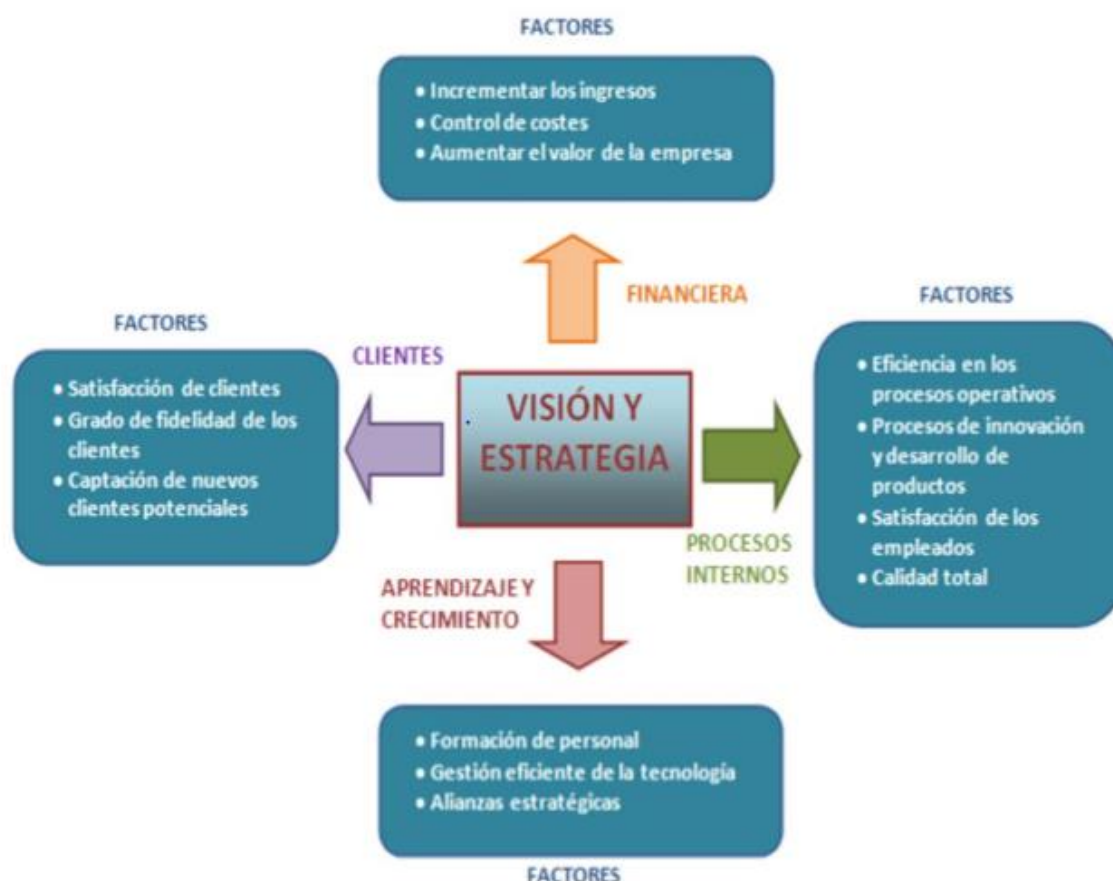 FACTORES
• Incrementar los ingresos
• Control de costes
• Aumentar el valor de la empresa
FINANCIERA
FACTORES
CLIENTES
• Satisfacción de clientes
• Grado de fidelidad de los
clientes
• Captación de nuevos
clientes potenciales
VISIÓN Y
ESTRATEGIA
FACTORES
• Eficiencia en los
procesos operativos
• Procesos de innovación
y desarrollo de
productos
• Satisfacción de los
empleados
• Calidad total
PROCESOS
INTERNOS
APRENDIZAJE Y
CRECIMIENTO
• Formación de personal
• Gestión eficiente de la tecnología
• Alianzas estratégicas
FACTORES